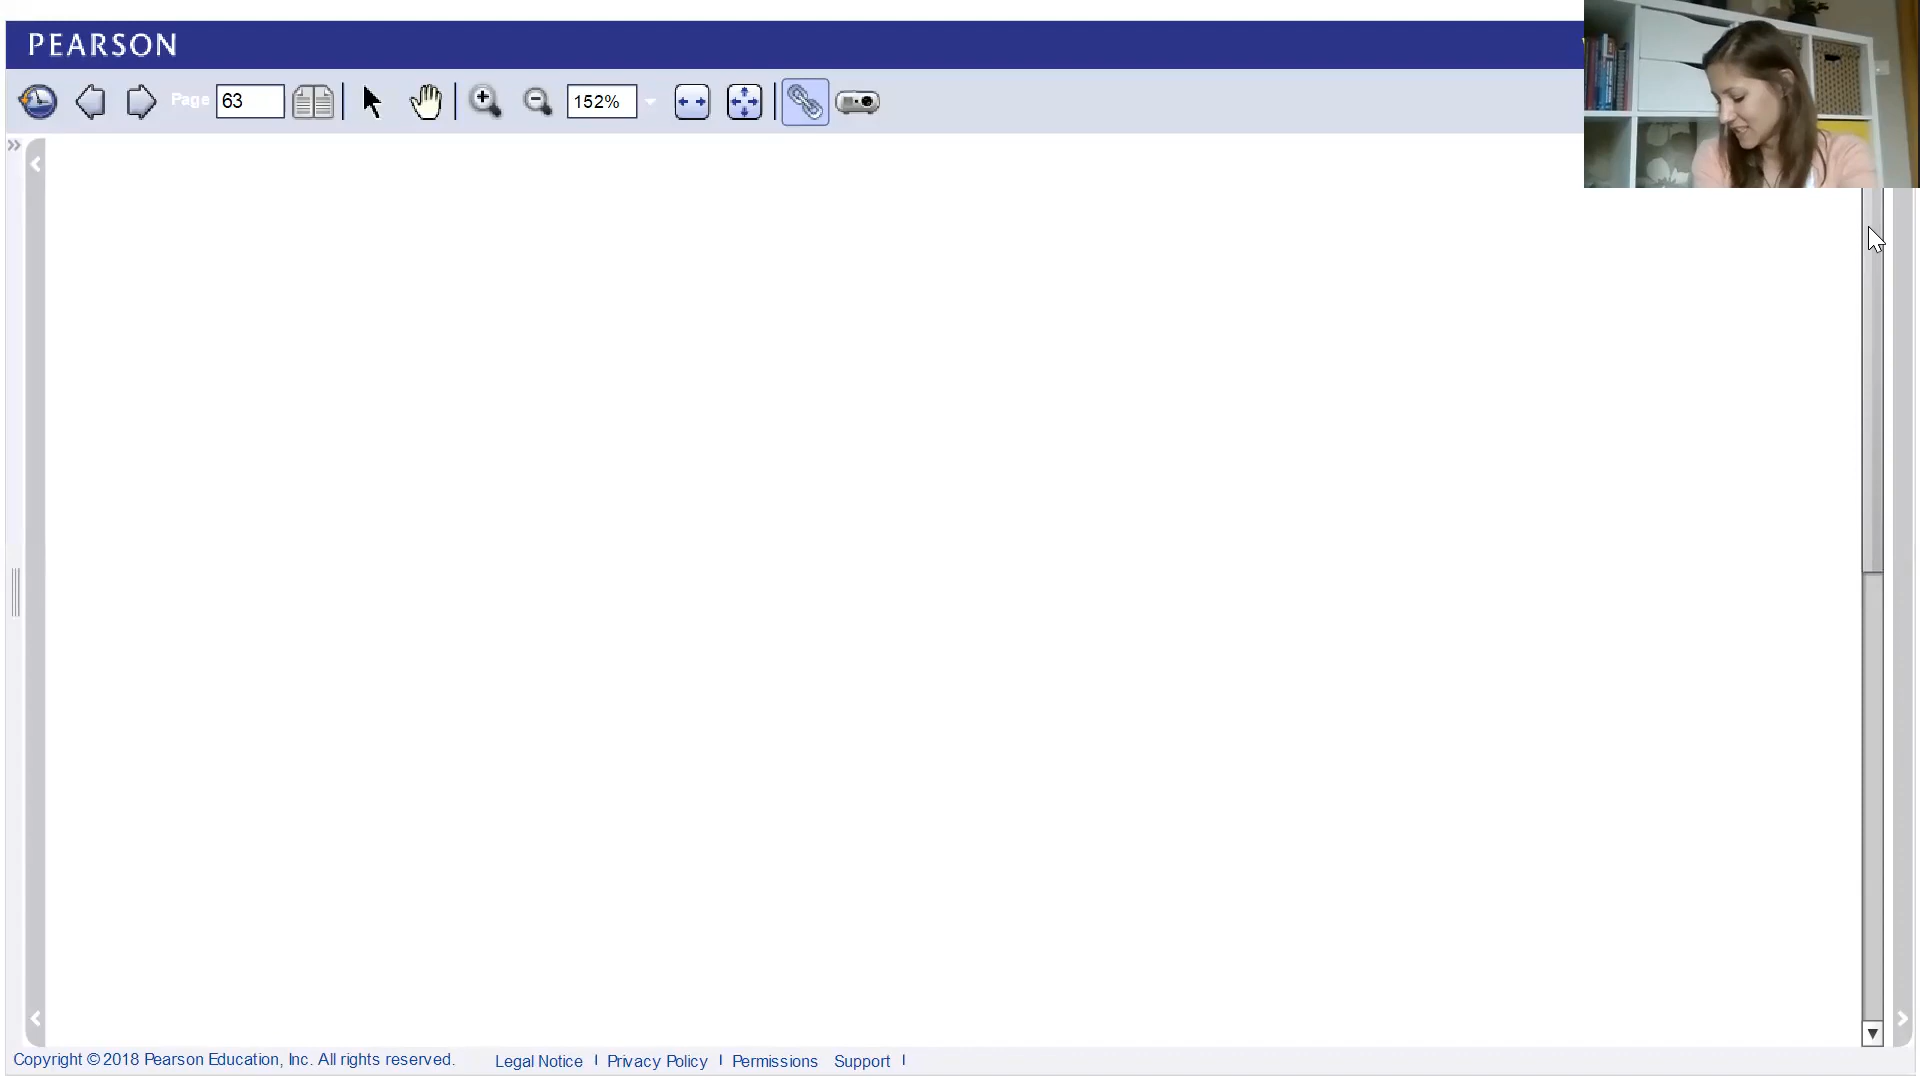 PEARSON
Page 63 152%
Copyright © 2018 Pearson Education, Inc. All rights reserved. Legal Notice | Privacy Policy | Permissions Support |